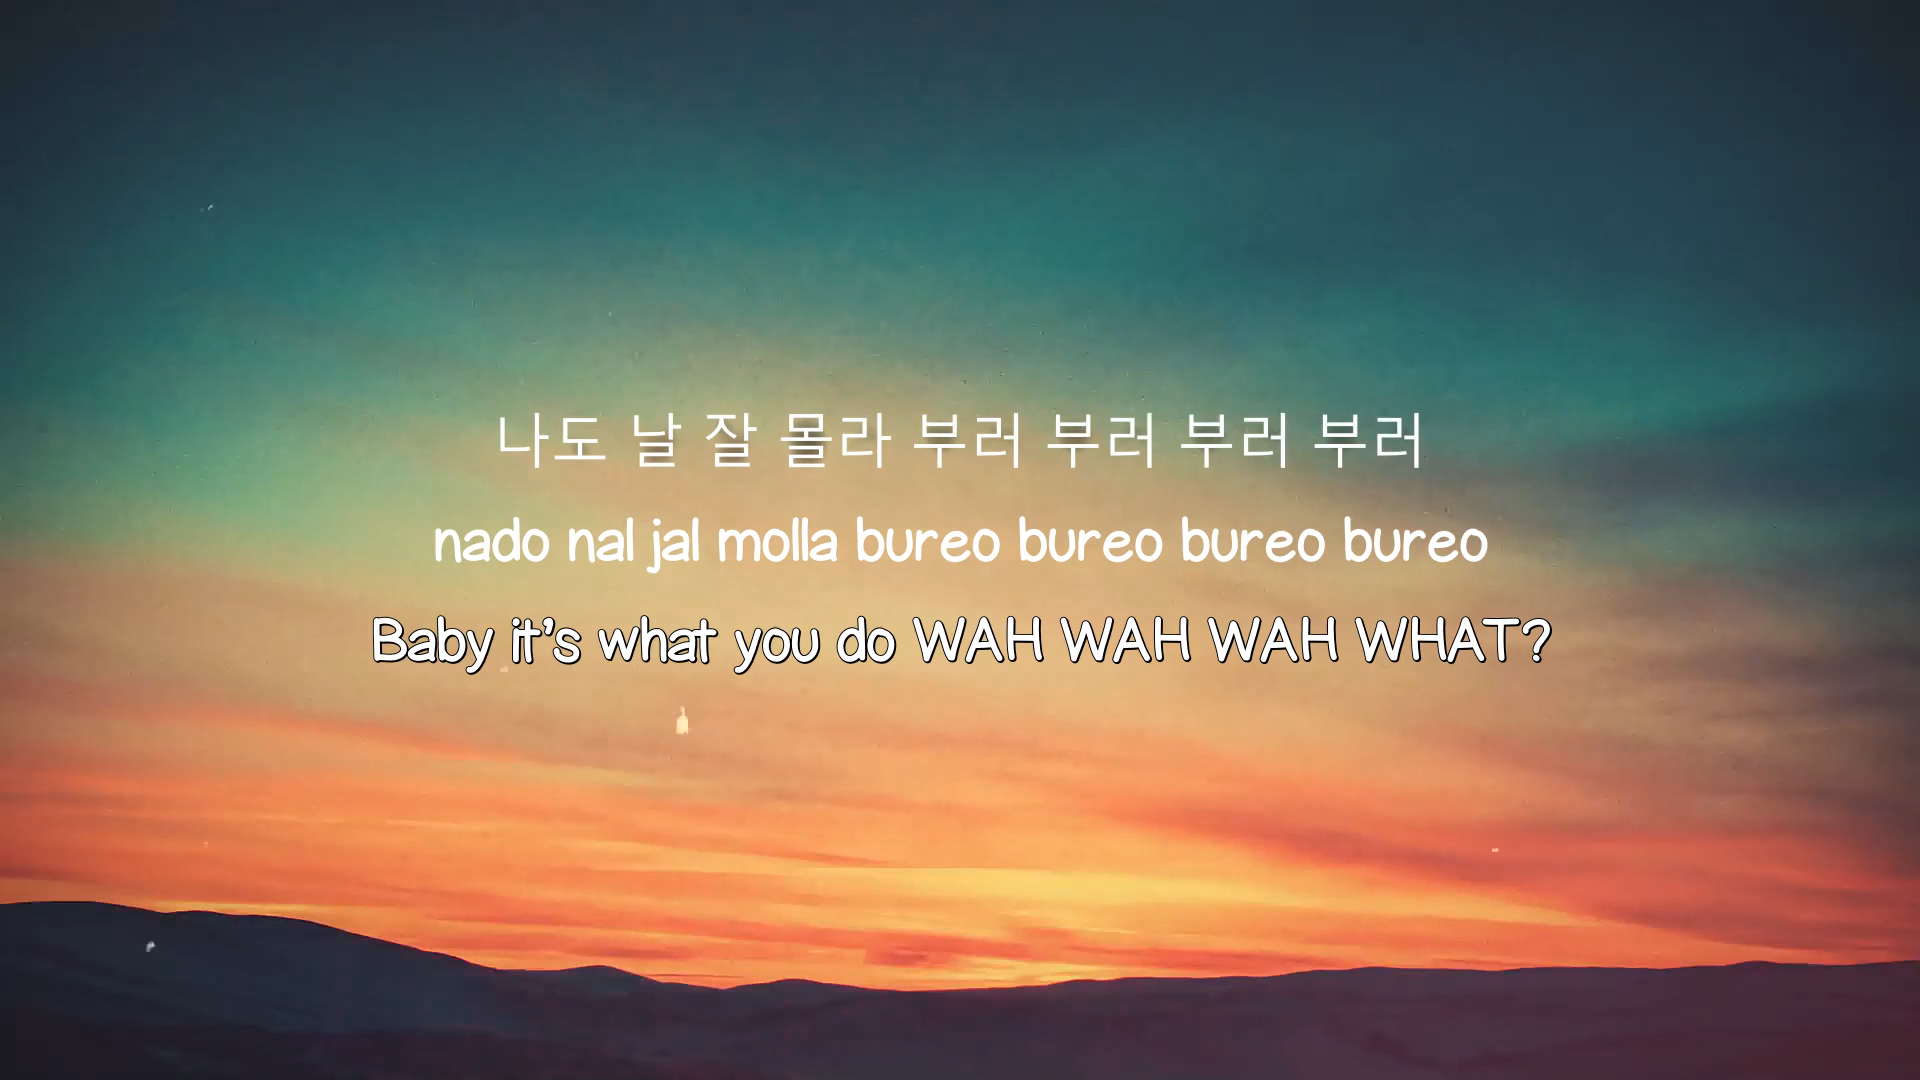 나도 날 잘 몰라 부러 부러 부러 부러
nado nal jal molla bureo bureo bureo bureo
Baby it's what you do WAH WAH WAH WHAT?